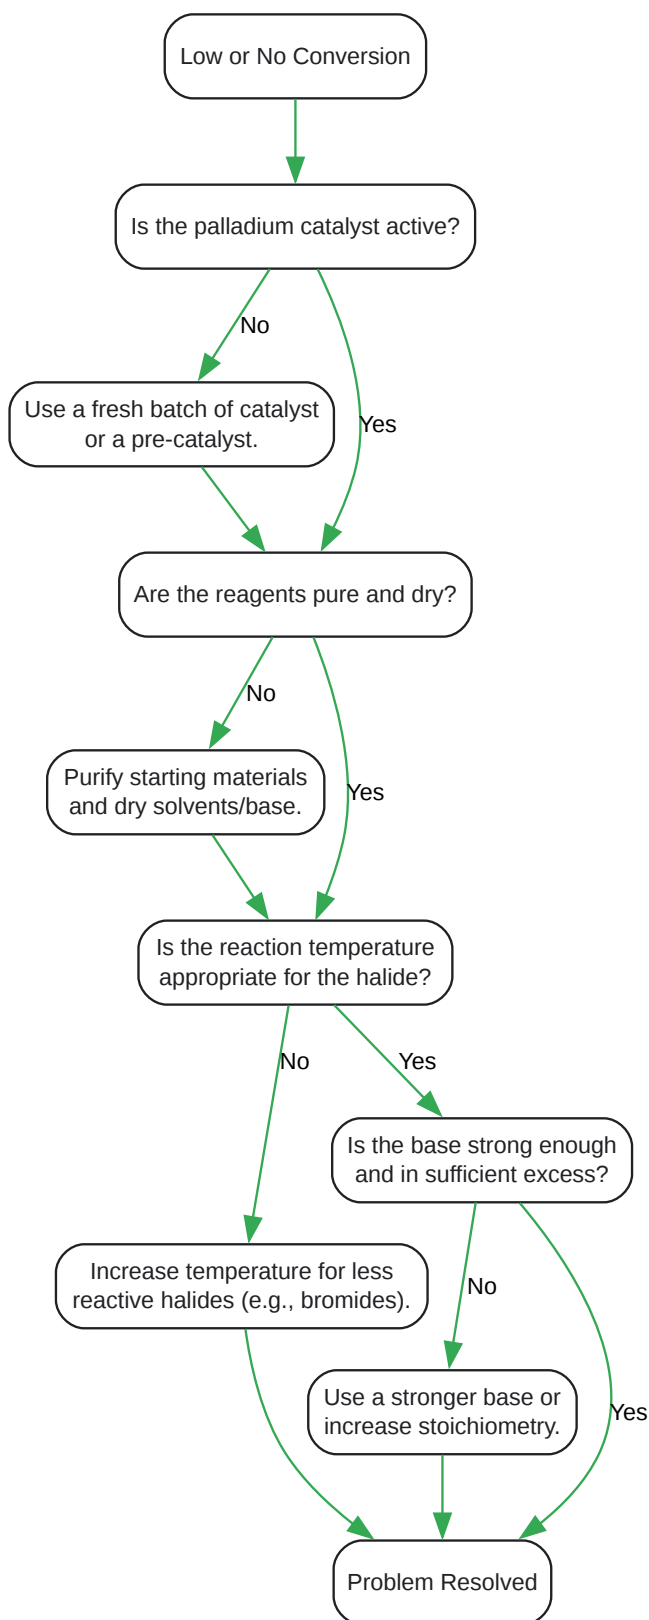 Low or No Conversion
Is the palladium catalyst active?
No
Use a fresh batch of catalyst
or a pre-catalyst.
Yes
Are the reagents pure and dry?
No
Purify starting materials
and dry solvents/base.
Yes
Is the reaction temperature
appropriate for the halide?
No
Yes
Is the base strong enough
and in sufficient excess?
Increase temperature for less
reactive halides (e.g., bromides).
No
Use a stronger base or
increase stoichiometry.
Yes
Problem Resolved